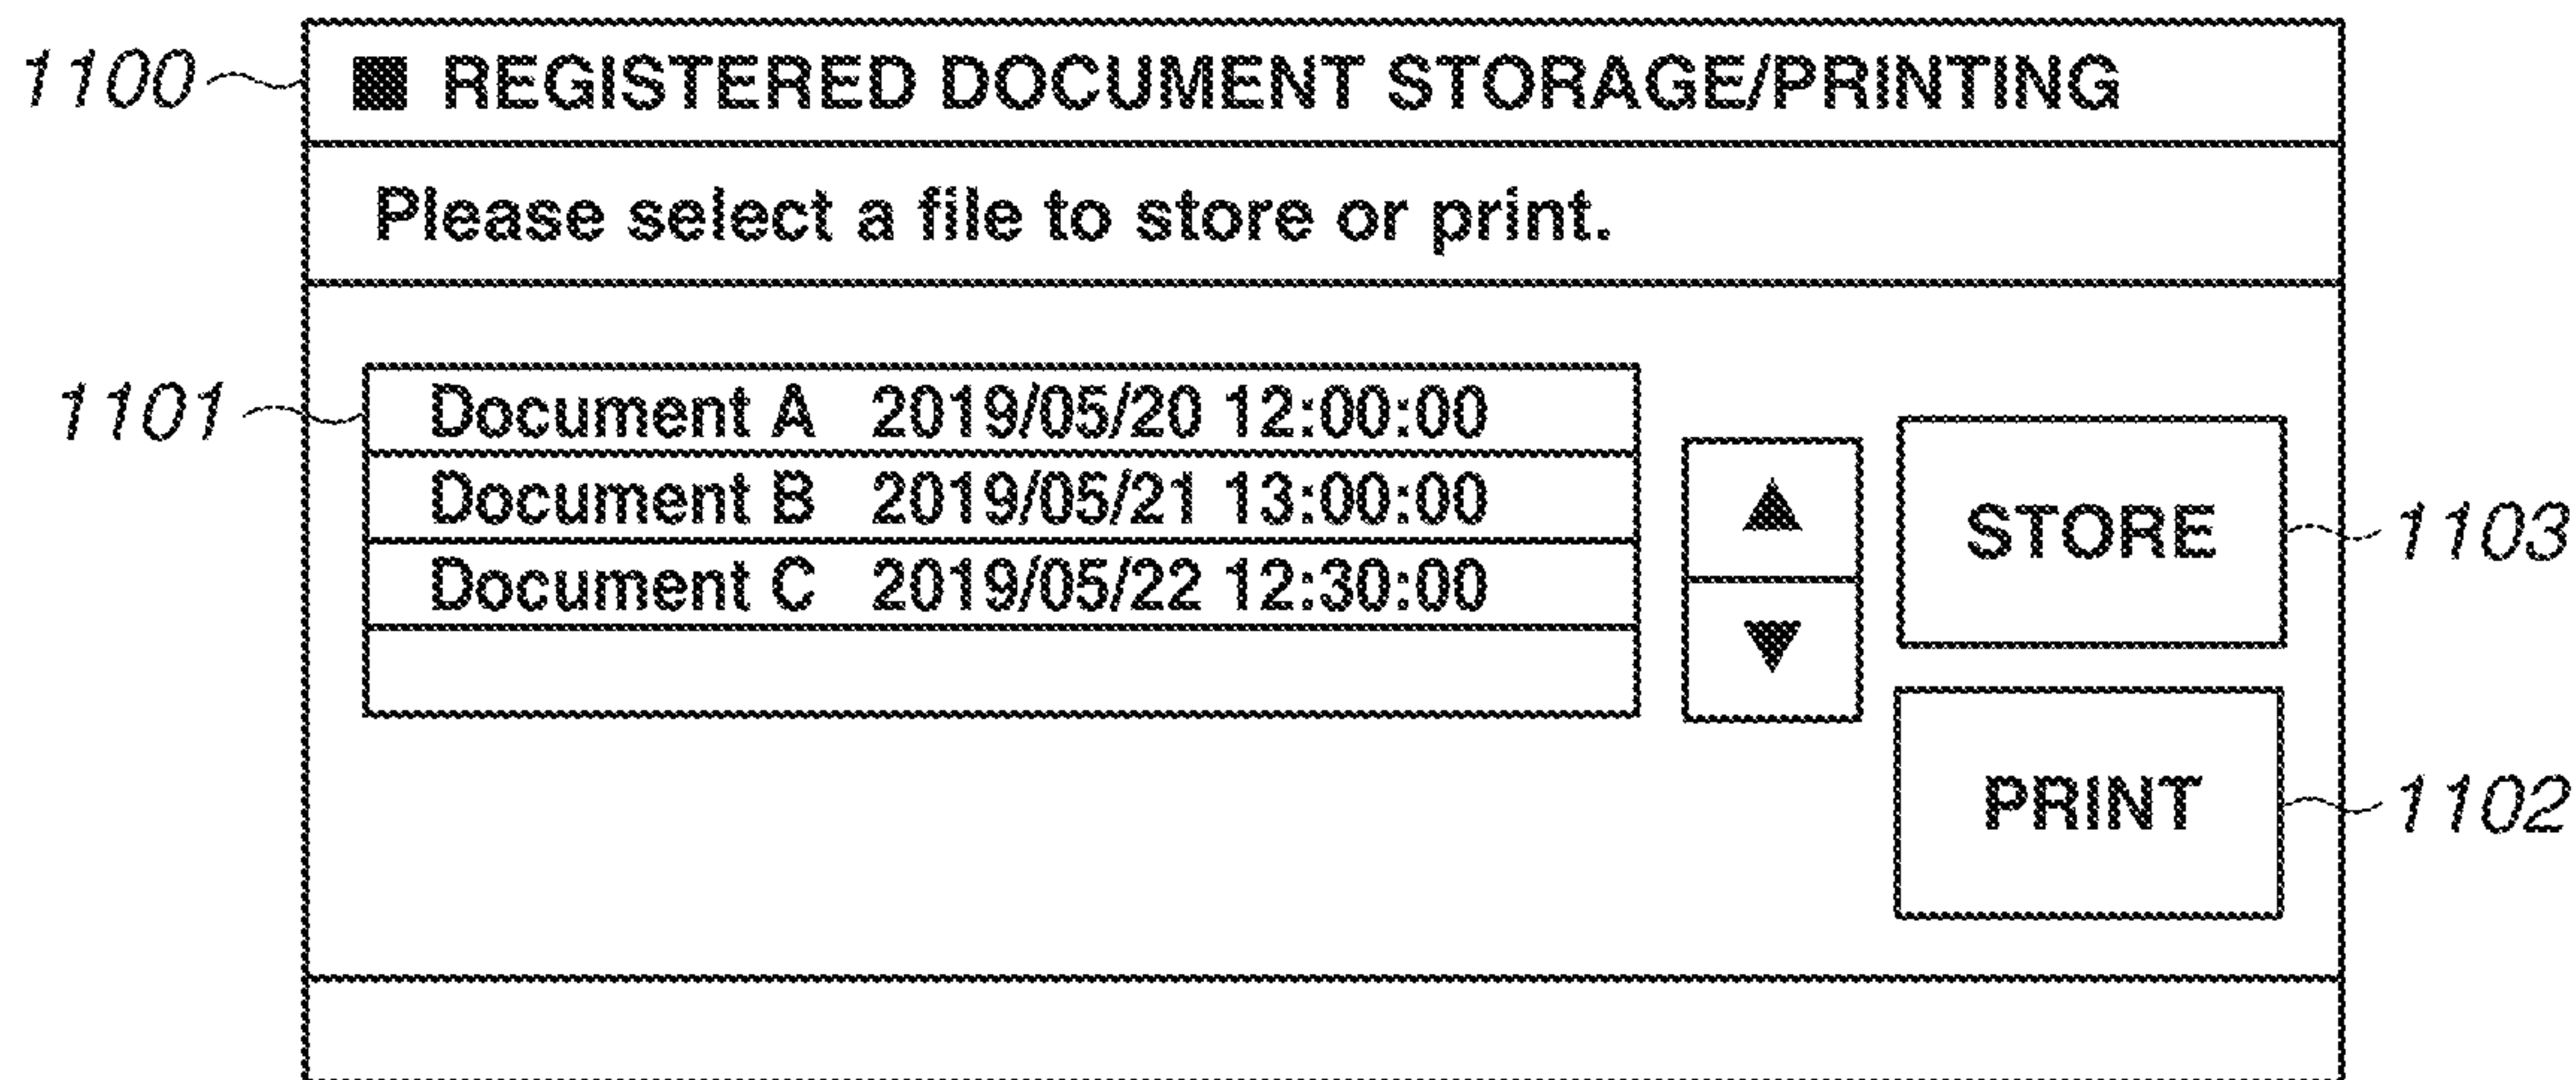 1100
■ REGISTERED DOCUMENT STORAGE/PRINTING
Please select a file to store or print.
1101
Document A 2019/05/20 12:00:00
Document B 2019/05/21 13:00:00
Document C 2019/05/22 12:30:00
▲
▼
STORE
1103
PRINT
1102